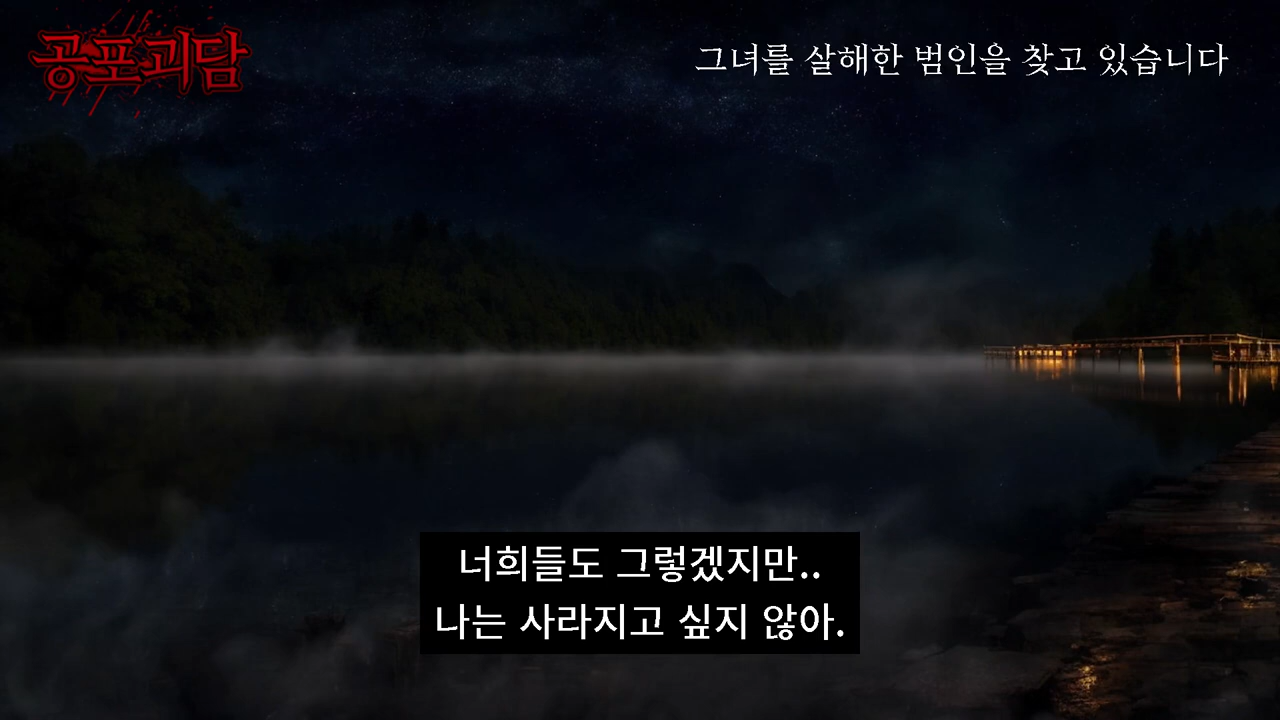 공포괴담
그녀를 살해한 범인을 찾고 있습니다
너희들도 그렇겠지만..
나는 사라지고 싶지 않아.